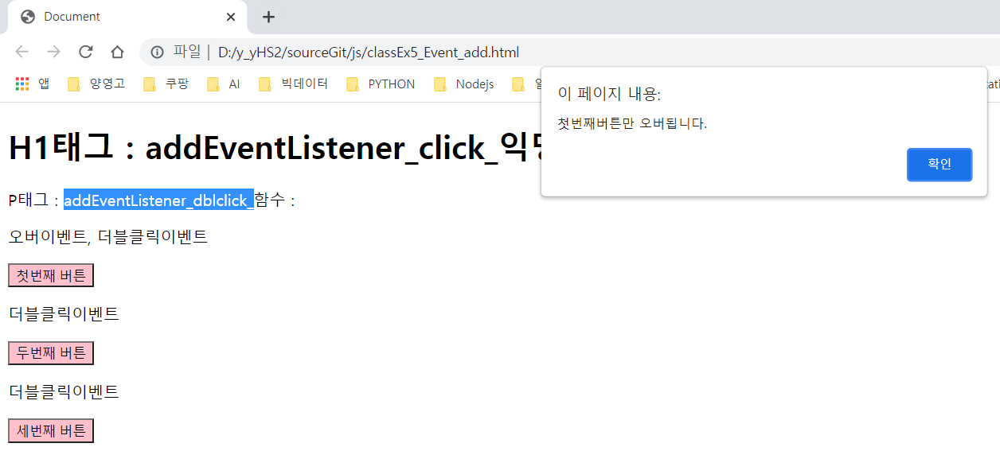 Document
파일 | D:/y_yHS2/sourceGit/js/classEx5_Event_add.html
앱 양영고 쿠팡 AI 빅데이터 PYTHON Nodejs
이 페이지 내용:
첫번째버튼만 오버됩니다.
확인
H1태그 : addEventListener_click_익
P태그 : addEventListener_dblclick_함수 :
오버이벤트, 더블클릭이벤트
첫번째 버튼
더블클릭이벤트
두번째 버튼
더블클릭이벤트
세번째 버튼